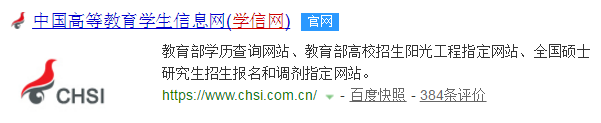 中国高等教育学生信息网(学信网) 官网
教育部学历查询网站、教育部高校招生阳光工程指定网站、全国硕士
研究生招生报名和调剂指定网站。
CHSI
https://www.chsi.com.cn/ - 百度快照 - 384条评价